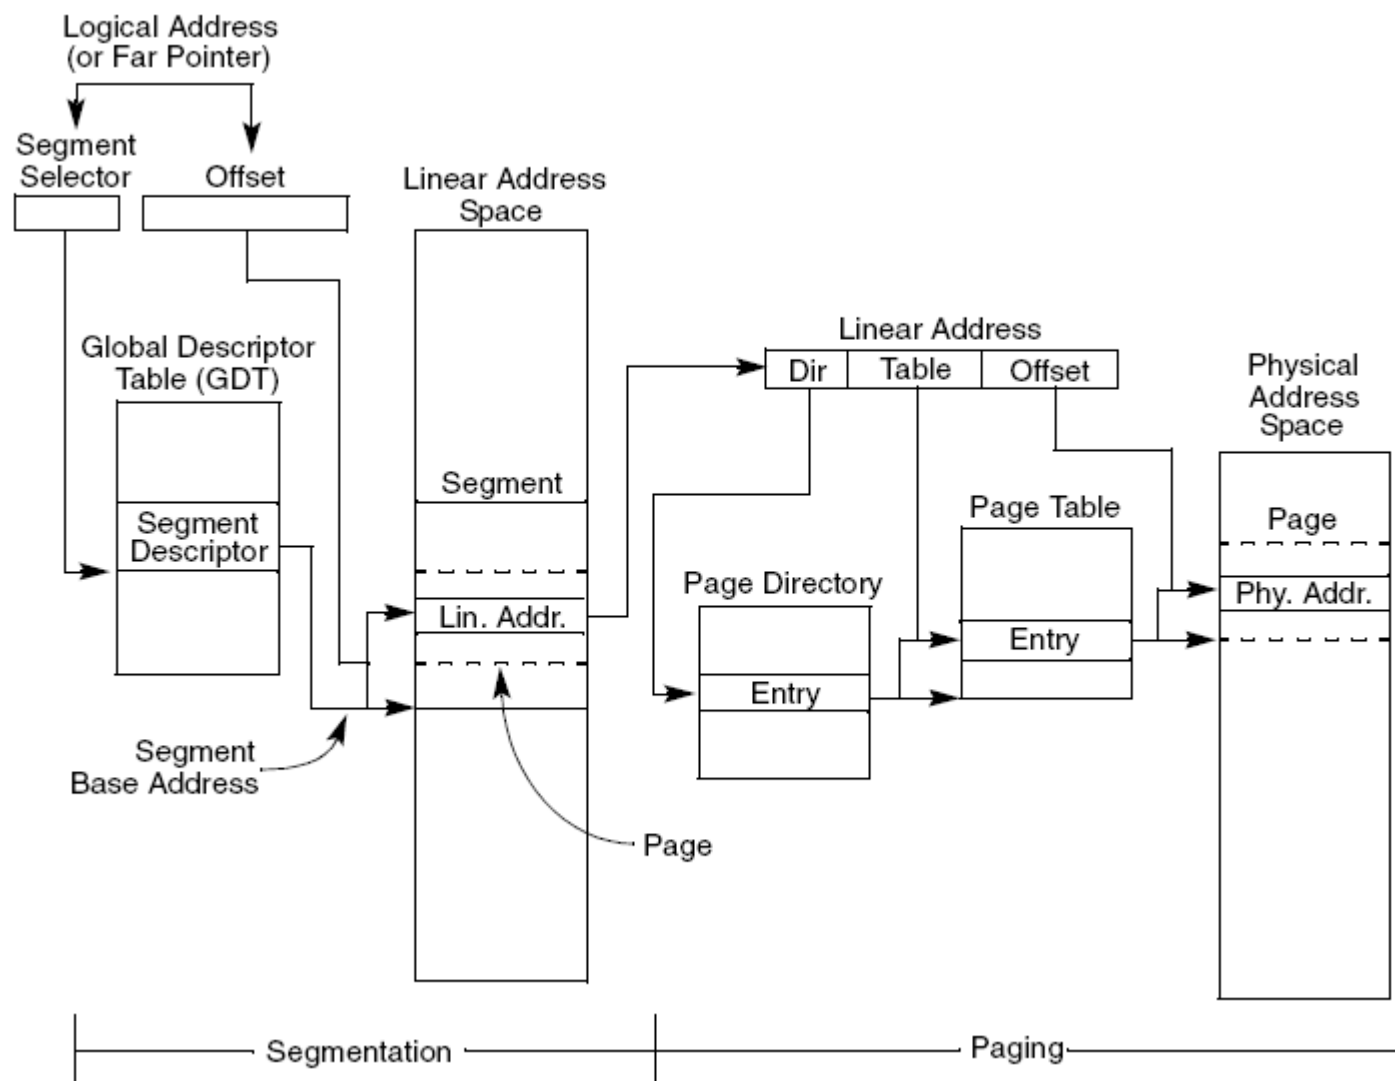 Logical Address
(or Far Pointer)
Segment
Selector
Offset
Linear Address
Space
Global Descriptor
Table (GDT)
Segment
Descriptor
Segment
Lin. Addr.
Segment
Base Address
Page
Linear Address
Dir
Table
Offset
Page Directory
Entry
Page Table
Entry
Physical
Address
Space
Page
Phy. Addr.
Segmentation
Paging